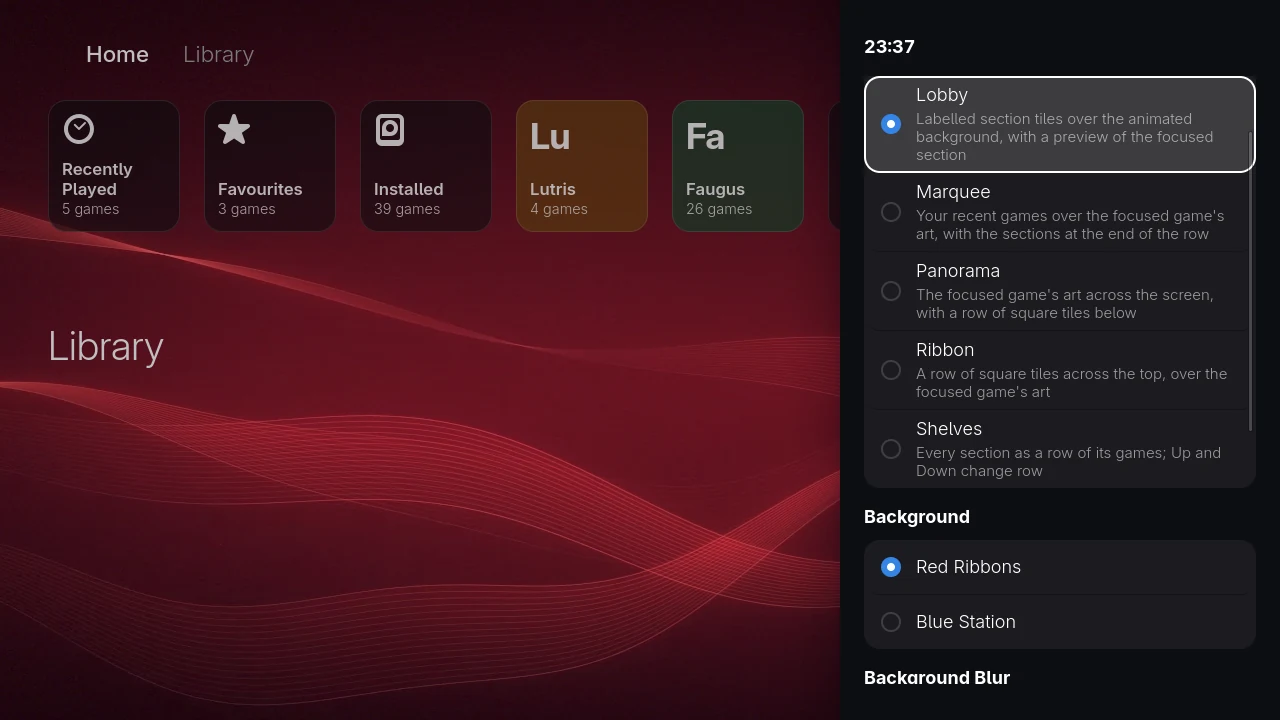 Home
Library
Recently
Played
5 games
Favourites
3 games
Installed
39 games
Lu
Lutris
4 games
Fa
Faugus
26 games
Library
23:37
Lobby
Labelled section tiles over the animated
background, with a preview of the focused
section
Marquee
Your recent games over the focused game's
art, with the sections at the end of the row
Panorama
The focused game's art across the screen,
with a row of square tiles below
Ribbon
A row of square tiles across the top, over the
focused game's art
Shelves
Every section as a row of its games; Up and
Down change row
Background
Red Ribbons
Blue Station
Background Blur